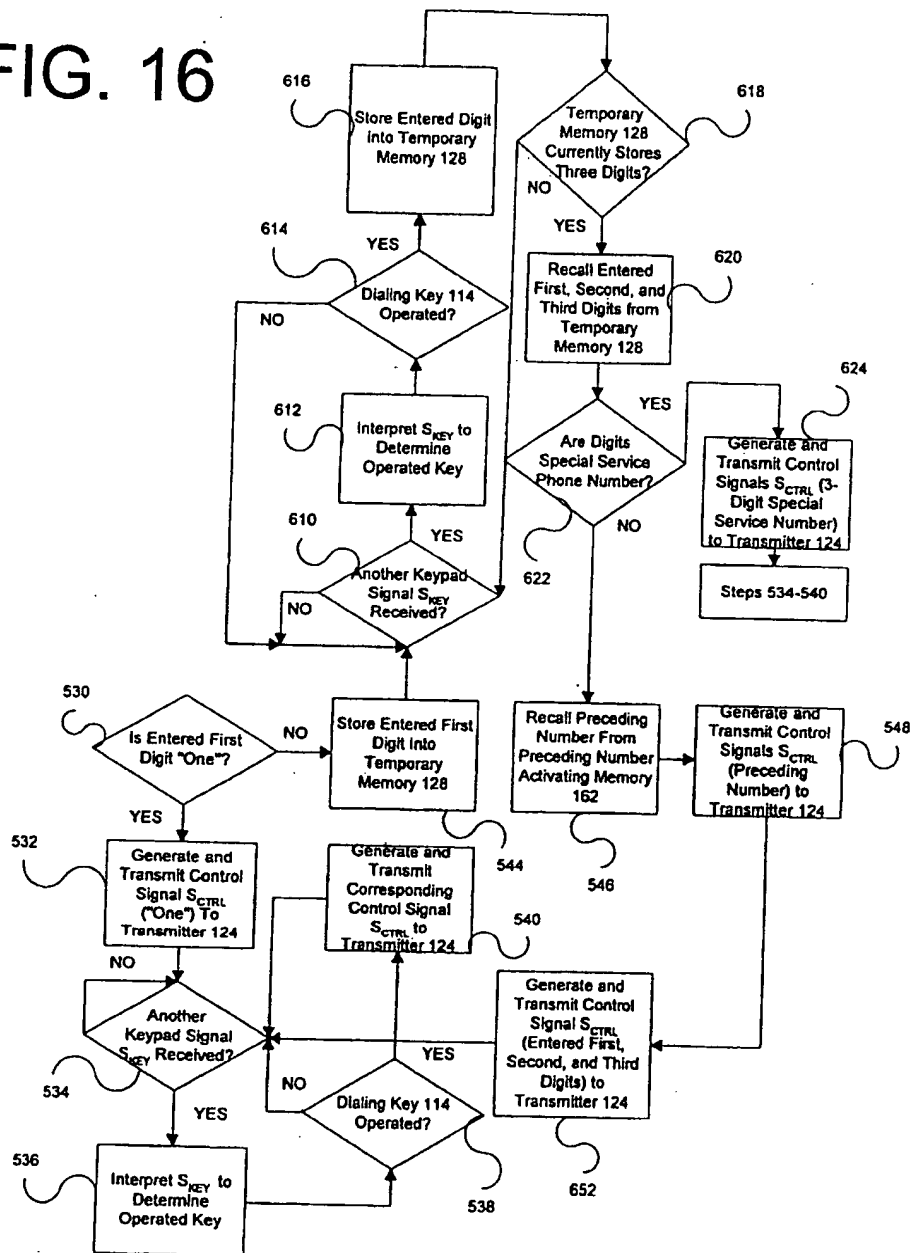 FIG. 16
616
Store Entered Digit
into Temporary
Memory 128
618
Temporary
Memory 128
Currently Stores
Three Digits?
NO
YES
614
YES
Dialing Key 114
Operated?
NO
620
Recall Entered
First, Second, and
Third Digits from
Temporary
Memory 128
612
Interpret SKEY to
Determine
Operated Key
624
YES
Generate and
Transmit Control
Signals SCTRL (3-
Digit Special
Service Number)
to Transmitter 124
Are Digits
Special Service
Phone Number?
622
NO
610
YES
Another Keypad
Signal SKEY
Received?
NO
Steps 534-540
530
Is Entered First
Digit "One"?
NO
YES
Store Entered First
Digit Into
Temporary
Memory 128
544
Recall Preceding
Number From
Preceding Number
Activating Memory
162
546
Generate and
Transmit Control
Signals SCTRL
(Preceding
Number) to
Transmitter 124
548
532
Generate and
Transmit Control
Signal SCTRL
("One") To
Transmitter 124
Generate and
Transmit
Corresponding
Control Signal
SCTRL to
Transmitter 124
540
NO
Another
Keypad Signal
SKEY Received?
534
YES
YES
NO
Dialing Key 114
Operated?
538
Generate and
Transmit Control
Signal SCTRL
(Entered First,
Second, and Third
Digits) to
Transmitter 124
652
536
Interpret SKEY to
Determine
Operated Key